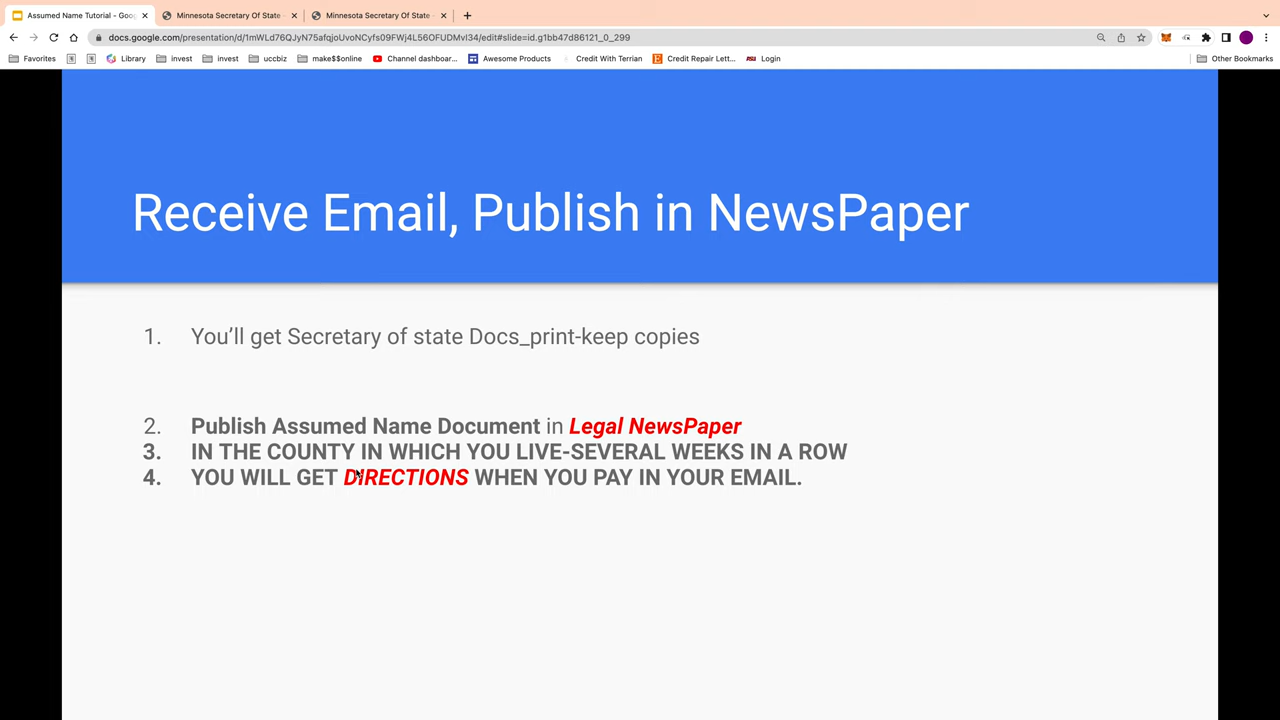 Assumed Name Tutorial - Goog
Minnesota Secretary Of State
Minnesota Secretary Of State
docs.google.com/presentation/d/1mWLd76QJyN75afqjoUvoNCyfs09FWj4L56OFUDMvI34/edit#slide=id.g1bb47d86121_0_299
Favorites
Library
invest
invest
uccbiz
make$$online
Channel dashboar...
Awesome Products
Credit With Terrian
Credit Repair Lett...
Login
Other Bookmarks
Receive Email, Publish in NewsPaper
1. You’ll get Secretary of state Docs_print-keep copies
2. Publish Assumed Name Document in Legal NewsPaper
3. IN THE COUNTY IN WHICH YOU LIVE-SEVERAL WEEKS IN A ROW
4. YOU WILL GET DIRECTIONS WHEN YOU PAY IN YOUR EMAIL.